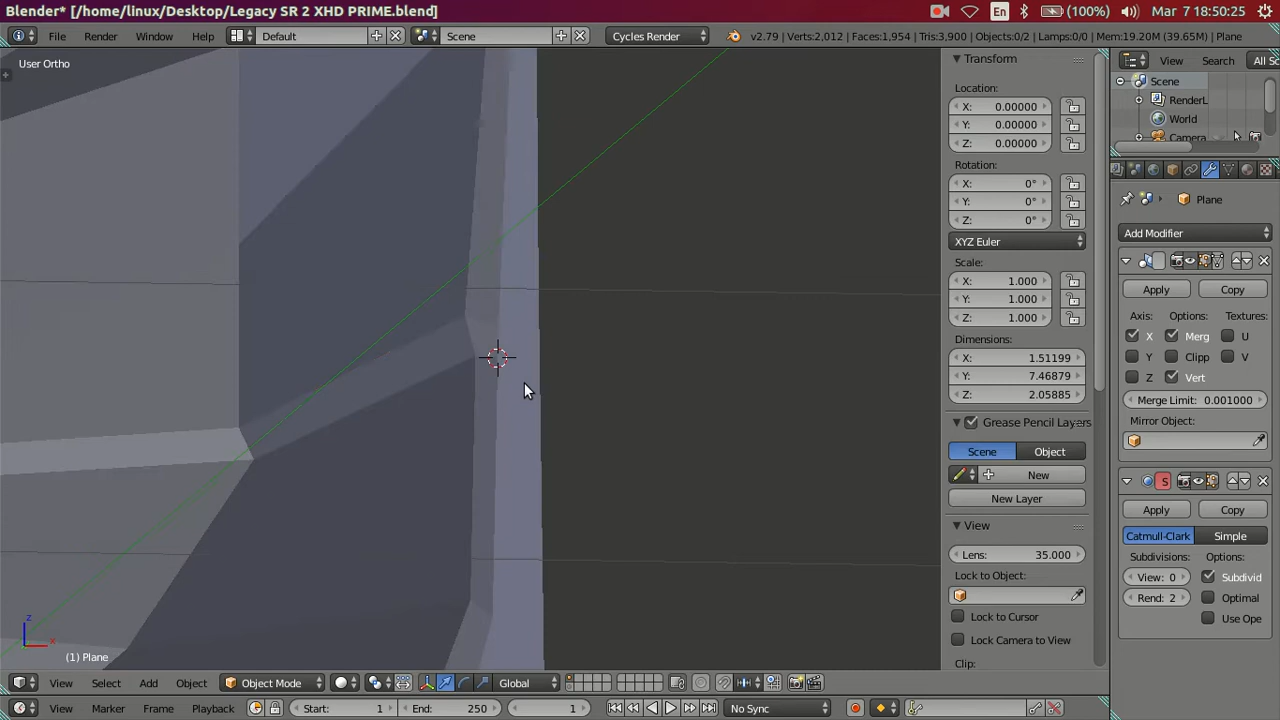 Blender* [/home/linux/Desktop/Legacy SR 2 XHD PRIME.blend] En (100%) Mar 7 18:50:25
File Render Window Help Default Scene Cycles Render v2.79 | Verts:2,012 | Faces:1,954 | Tris:3,900 | Objects:0/2 | Lamps:0/0 | Mem:19.20M (39.65M) | Plane
User Ortho
Transform
Location:
X: 0.00000
Y: 0.00000
Z: 0.00000
Rotation:
X: 0°
Y: 0°
Z: 0°
XYZ Euler
Scale:
X: 1.000
Y: 1.000
Z: 1.000
Dimensions:
X: 1.51199
Y: 7.46879
Z: 2.05885
Grease Pencil Layers
Scene Object
New
New Layer
View
Lens: 35.000
Lock to Object:
Lock to Cursor
Lock Camera to View
Clip:
View Search All Sc
Scene
RenderL
World
Camera
Plane
Add Modifier
Apply Copy
Axis: Options: Textures:
X Merg U
Y Clipp V
Z Vert
Merge Limit: 0.001000
Mirror Object:
S
Apply Copy
Catmull-Clark Simple
Subdivisions: Options:
View: 0 Subdivid
Rend: 2 Optimal
Use Ope
z
x
(1) Plane
View Select Add Object Object Mode Global
View Marker Frame Playback Start: 1 End: 250 1 No Sync